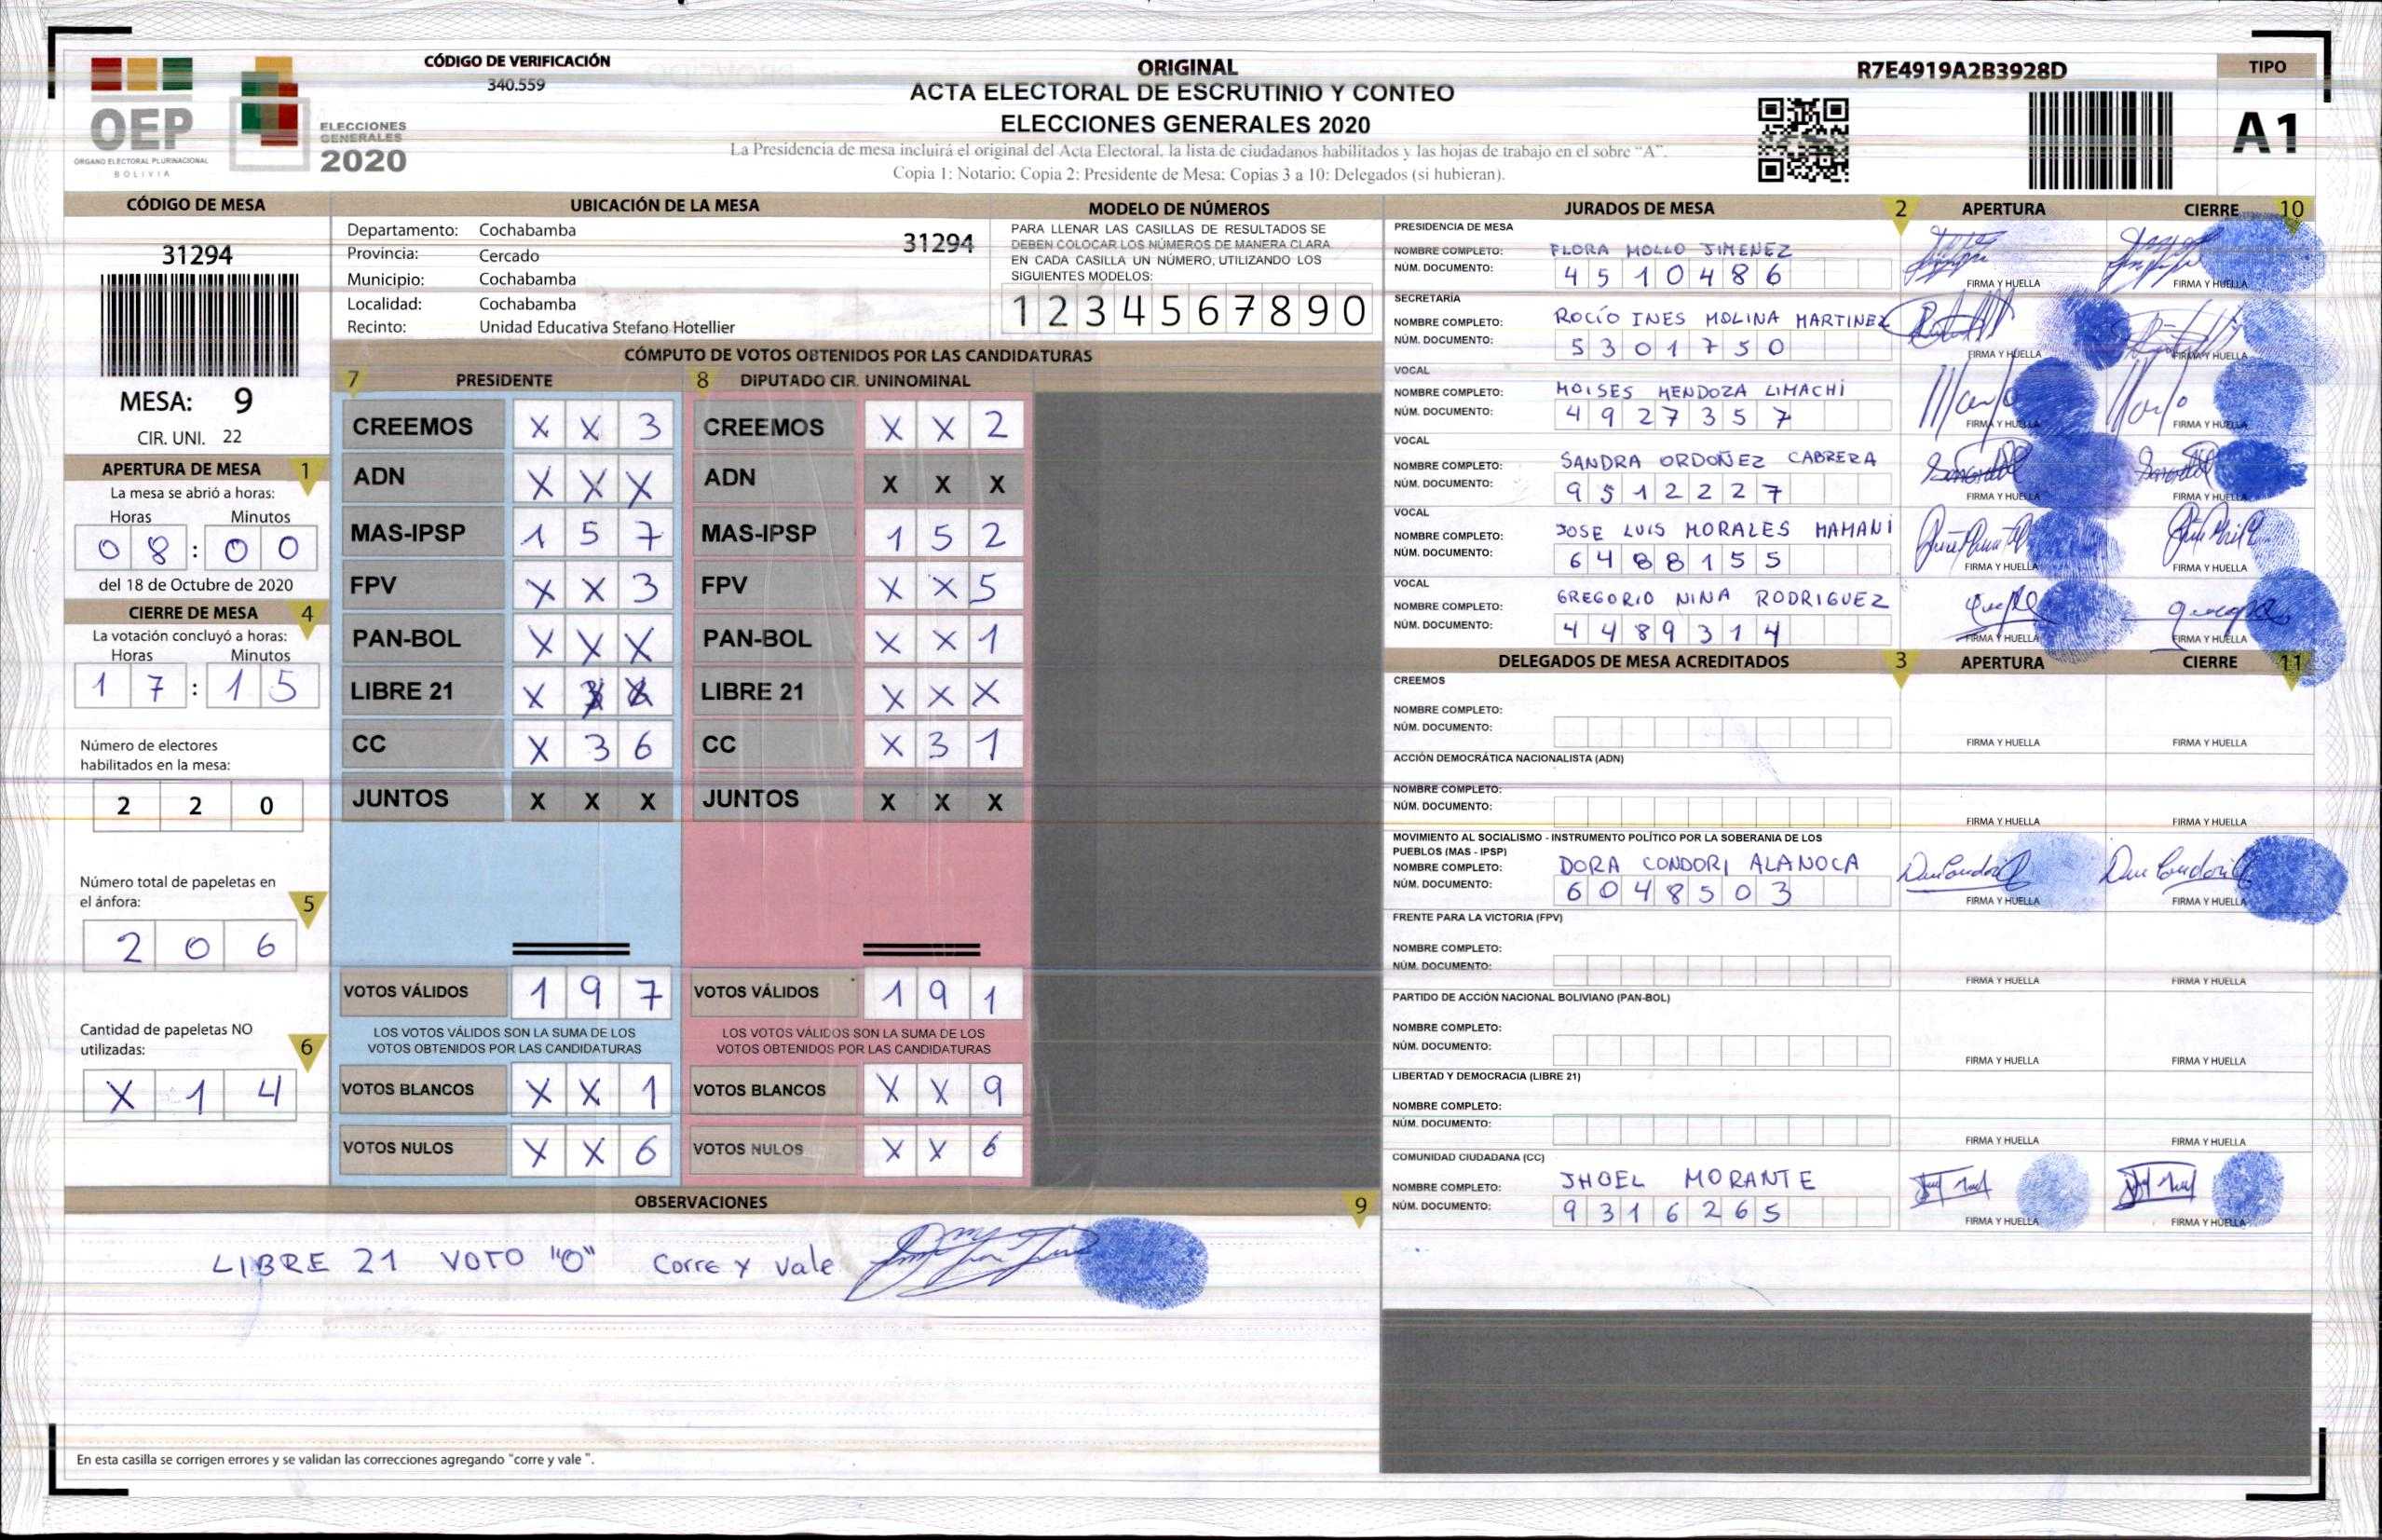 OEP
ÓRGANO ELECTORAL PLURINACIONAL
BOLIVIA
ELECCIONES
GENERALES
2020
CÓDIGO DE VERIFICACIÓN
340.559
ORIGINAL
ACTA ELECTORAL DE ESCRUTINIO Y CONTEO
ELECCIONES GENERALES 2020
La Presidencia de mesa incluirá el original del Acta Electoral, la lista de ciudadanos habilitados y las hojas de trabajo en el sobre "A".
Copia 1: Notario; Copia 2: Presidente de Mesa; Copias 3 a 10: Delegados (si hubieran).
R7E4919A2B3928D
TIPO
A1
CÓDIGO DE MESA
31294
MESA: 9
CIR. UNI. 22
APERTURA DE MESA 1
La mesa se abrió a horas:
Horas Minutos
0 8 : 0 0
del 18 de Octubre de 2020
CIERRE DE MESA 4
La votación concluyó a horas:
Horas Minutos
1 7 : 1 5
Número de electores
habilitados en la mesa:
2 2 0
Número total de papeletas en
el ánfora: 5
2 0 6
Cantidad de papeletas NO
utilizadas: 6
X 1 4
UBICACIÓN DE LA MESA
Departamento: Cochabamba
31294
Provincia: Cercado
Municipio: Cochabamba
Localidad: Cochabamba
Recinto: Unidad Educativa Stefano Hotellier
MODELO DE NÚMEROS
PARA LLENAR LAS CASILLAS DE RESULTADOS SE
DEBEN COLOCAR LOS NÚMEROS DE MANERA CLARA
EN CADA CASILLA UN NÚMERO, UTILIZANDO LOS
SIGUIENTES MODELOS:
1 2 3 4 5 6 7 8 9 0
CÓMPUTO DE VOTOS OBTENIDOS POR LAS CANDIDATURAS
7 PRESIDENTE
CREEMOS X X 3
ADN X X X
MAS-IPSP 1 5 7
FPV X X 3
PAN-BOL X X X
LIBRE 21 X
CC X 3 6
JUNTOS X X X
VOTOS VÁLIDOS 1 9 7
LOS VOTOS VÁLIDOS SON LA SUMA DE LOS
VOTOS OBTENIDOS POR LAS CANDIDATURAS
VOTOS BLANCOS X X 1
VOTOS NULOS X X 6
8 DIPUTADO CIR. UNINOMINAL
CREEMOS X X 2
ADN X X X
MAS-IPSP 1 5 2
FPV X X 5
PAN-BOL X X 1
LIBRE 21 X X X
CC X 3 1
JUNTOS X X X
VOTOS VÁLIDOS 1 9 1
LOS VOTOS VÁLIDOS SON LA SUMA DE LOS
VOTOS OBTENIDOS POR LAS CANDIDATURAS
VOTOS BLANCOS X X 9
VOTOS NULOS X X 6
OBSERVACIONES 9
LIBRE 21 VOTO "0" Corre y vale
En esta casilla se corrigen errores y se validan las correcciones agregando "corre y vale ".
JURADOS DE MESA 2 APERTURA CIERRE 10
PRESIDENCIA DE MESA
NOMBRE COMPLETO: FLORA MOLLO JIMENEZ
NÚM. DOCUMENTO: 4 5 1 0 4 8 6
FIRMA Y HUELLA FIRMA Y HUELLA
SECRETARÍA
NOMBRE COMPLETO: ROCÍO INES MOLINA MARTINEZ
NÚM. DOCUMENTO: 5 3 0 1 7 5 0
FIRMA Y HUELLA FIRMA Y HUELLA
VOCAL
NOMBRE COMPLETO: MOISES MENDOZA LIMACHI
NÚM. DOCUMENTO: 4 9 2 7 3 5 7
FIRMA Y HUELLA FIRMA Y HUELLA
VOCAL
NOMBRE COMPLETO: SANDRA ORDOÑEZ CABRERA
NÚM. DOCUMENTO: 9 5 1 2 2 2 7
FIRMA Y HUELLA FIRMA Y HUELLA
VOCAL
NOMBRE COMPLETO: JOSE LUIS MORALES MAMANI
NÚM. DOCUMENTO: 6 4 8 8 1 5 5
FIRMA Y HUELLA FIRMA Y HUELLA
VOCAL
NOMBRE COMPLETO: GREGORIO NINA RODRIGUEZ
NÚM. DOCUMENTO: 4 4 8 9 3 1 4
FIRMA Y HUELLA FIRMA Y HUELLA
DELEGADOS DE MESA ACREDITADOS 3 APERTURA CIERRE 11
CREEMOS
NOMBRE COMPLETO:
NÚM. DOCUMENTO:
FIRMA Y HUELLA FIRMA Y HUELLA
ACCIÓN DEMOCRÁTICA NACIONALISTA (ADN)
NOMBRE COMPLETO:
NÚM. DOCUMENTO:
FIRMA Y HUELLA FIRMA Y HUELLA
MOVIMIENTO AL SOCIALISMO - INSTRUMENTO POLÍTICO POR LA SOBERANIA DE LOS
PUEBLOS (MAS - IPSP)
NOMBRE COMPLETO: DORA CONDORI ALANOCA
NÚM. DOCUMENTO: 6 0 4 8 5 0 3
FIRMA Y HUELLA FIRMA Y HUELLA
FRENTE PARA LA VICTORIA (FPV)
NOMBRE COMPLETO:
NÚM. DOCUMENTO:
FIRMA Y HUELLA FIRMA Y HUELLA
PARTIDO DE ACCIÓN NACIONAL BOLIVIANO (PAN-BOL)
NOMBRE COMPLETO:
NÚM. DOCUMENTO:
FIRMA Y HUELLA FIRMA Y HUELLA
LIBERTAD Y DEMOCRACIA (LIBRE 21)
NOMBRE COMPLETO:
NÚM. DOCUMENTO:
FIRMA Y HUELLA FIRMA Y HUELLA
COMUNIDAD CIUDADANA (CC)
NOMBRE COMPLETO: JHOEL MORANTE
NÚM. DOCUMENTO: 9 3 1 6 2 6 5
FIRMA Y HUELLA FIRMA Y HUELLA